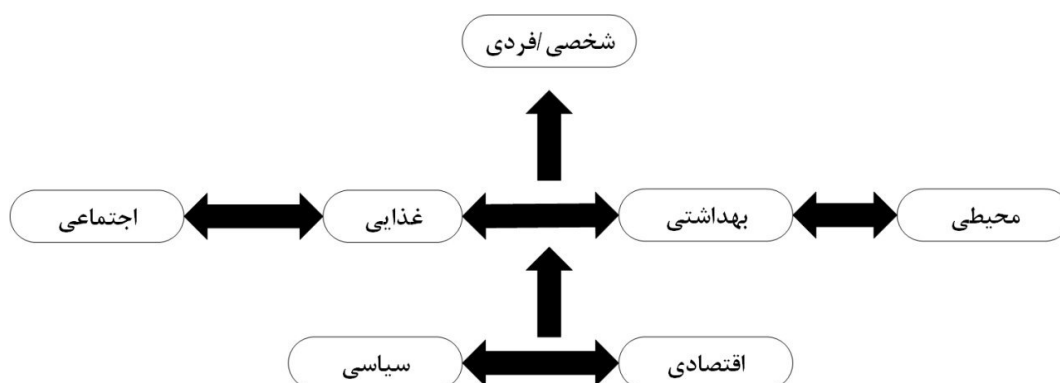 شخصی /فردی
محیطی
بهداشتی
غذایی
اجتماعی
اقتصادی
سیاسی